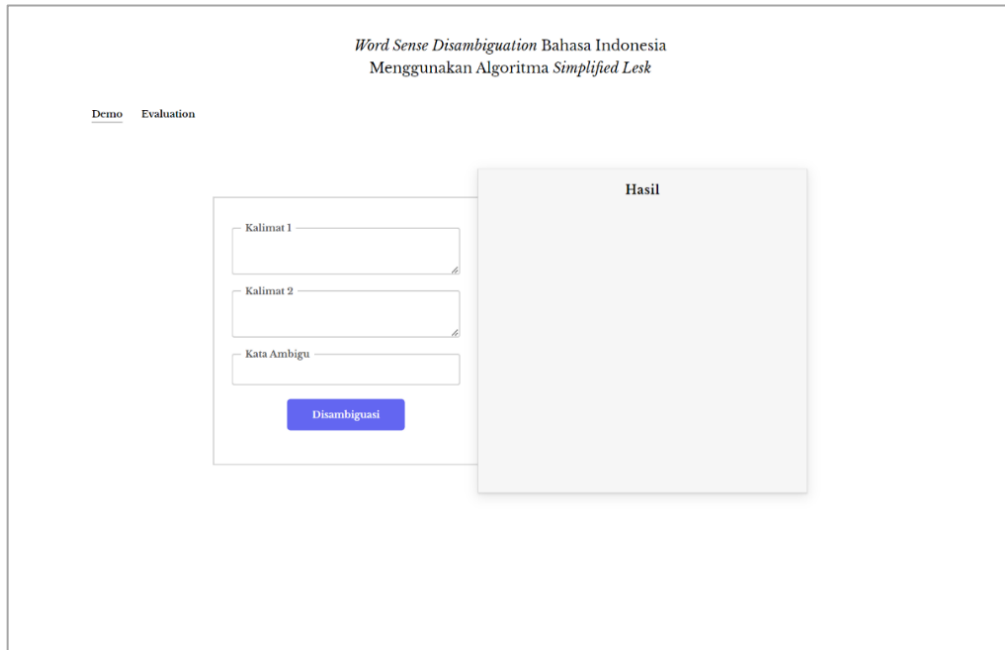 Word Sense Disambiguation Bahasa Indonesia
Menggunakan Algoritma Simplified Lesk
Demo Evaluation
Kalimat 1
Kalimat 2
Kata Ambigu
Disambiguasi
Hasil